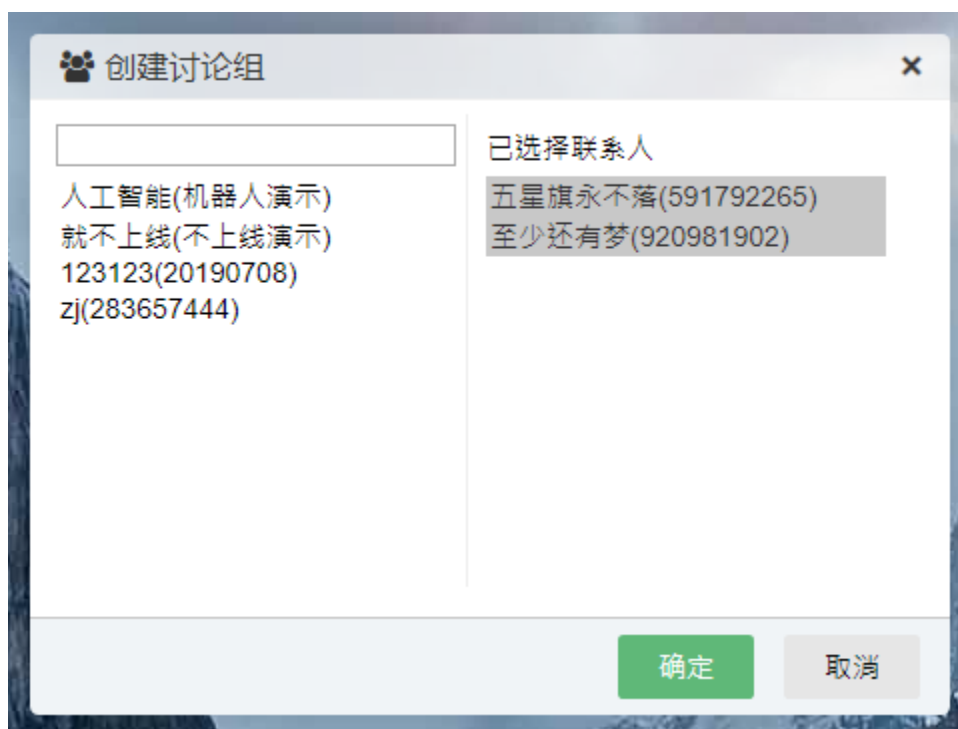 创建讨论组
×
人工智能(机器人演示)
就不上线(不上线演示)
123123(20190708)
zj(283657444)
已选择联系人
五星旗永不落(591792265)
至少还有梦(920981902)
确定
取消